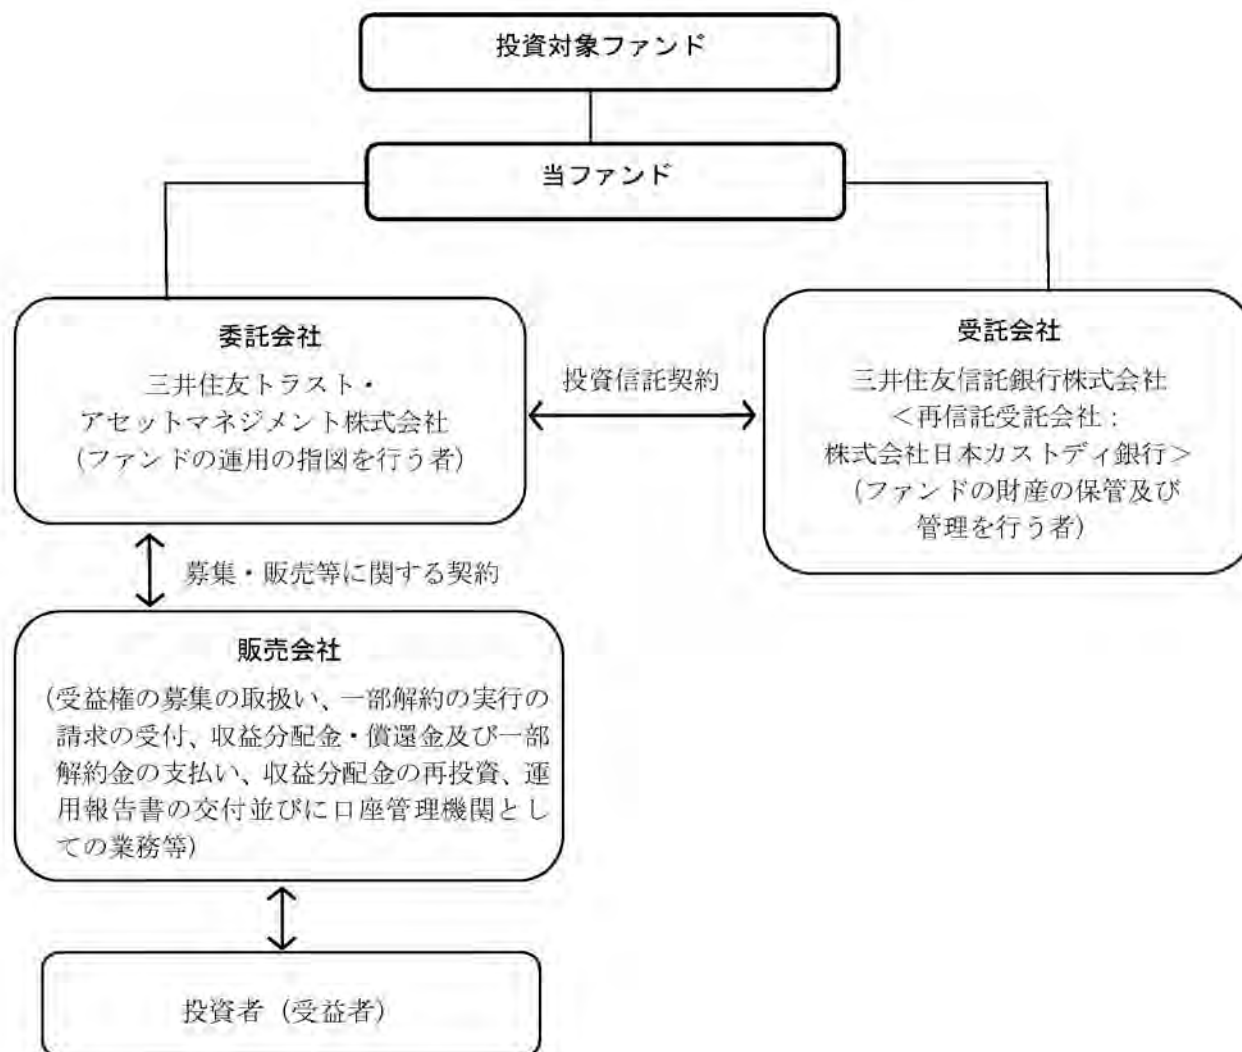 投資対象ファンド
当ファンド
委託会社
三井住友トラスト・
アセットマネジメント株式会社
(ファンドの運用の指図を行う者)
投資信託契約
受託会社
三井住友信託銀行株式会社
<再信託受託会社:
株式会社日本カストディ銀行>
(ファンドの財産の保管及び
管理を行う者)
募集・販売等に関する契約
販売会社
(受益権の募集の取扱い、一部解約の実行の
請求の受付、収益分配金・償還金及び一部
解約金の支払い、収益分配金の再投資、運
用報告書の交付並びに口座管理機関とし
ての業務等)
投資者 (受益者)